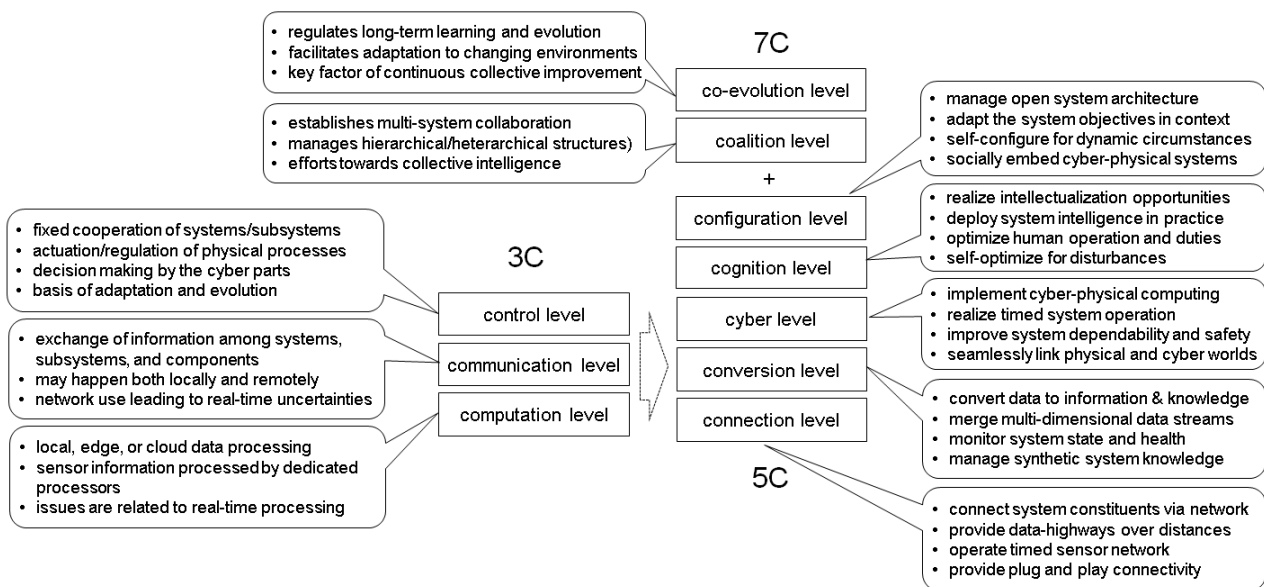 7C
• regulates long-term learning and evolution
• facilitates adaptation to changing environments
• key factor of continuous collective improvement
co-evolution level
• establishes multi-system collaboration
• manages hierarchical/heterarchical structures)
• efforts towards collective intelligence
coalition level
+
• manage open system architecture
• adapt the system objectives in context
• self-configure for dynamic circumstances
• socially embed cyber-physical systems
configuration level
• realize intellectualization opportunities
• deploy system intelligence in practice
• optimize human operation and duties
• self-optimize for disturbances
cognition level
3C
• fixed cooperation of systems/subsystems
• actuation/regulation of physical processes
• decision making by the cyber parts
• basis of adaptation and evolution
control level
• exchange of information among systems,
subsystems, and components
• may happen both locally and remotely
• network use leading to real-time uncertainties
communication level
• local, edge, or cloud data processing
• sensor information processed by dedicated
processors
• issues are related to real-time processing
computation level
cyber level
• implement cyber-physical computing
• realize timed system operation
• improve system dependability and safety
• seamlessly link physical and cyber worlds
conversion level
• convert data to information & knowledge
• merge multi-dimensional data streams
• monitor system state and health
• manage synthetic system knowledge
connection level
5C
• connect system constituents via network
• provide data-highways over distances
• operate timed sensor network
• provide plug and play connectivity